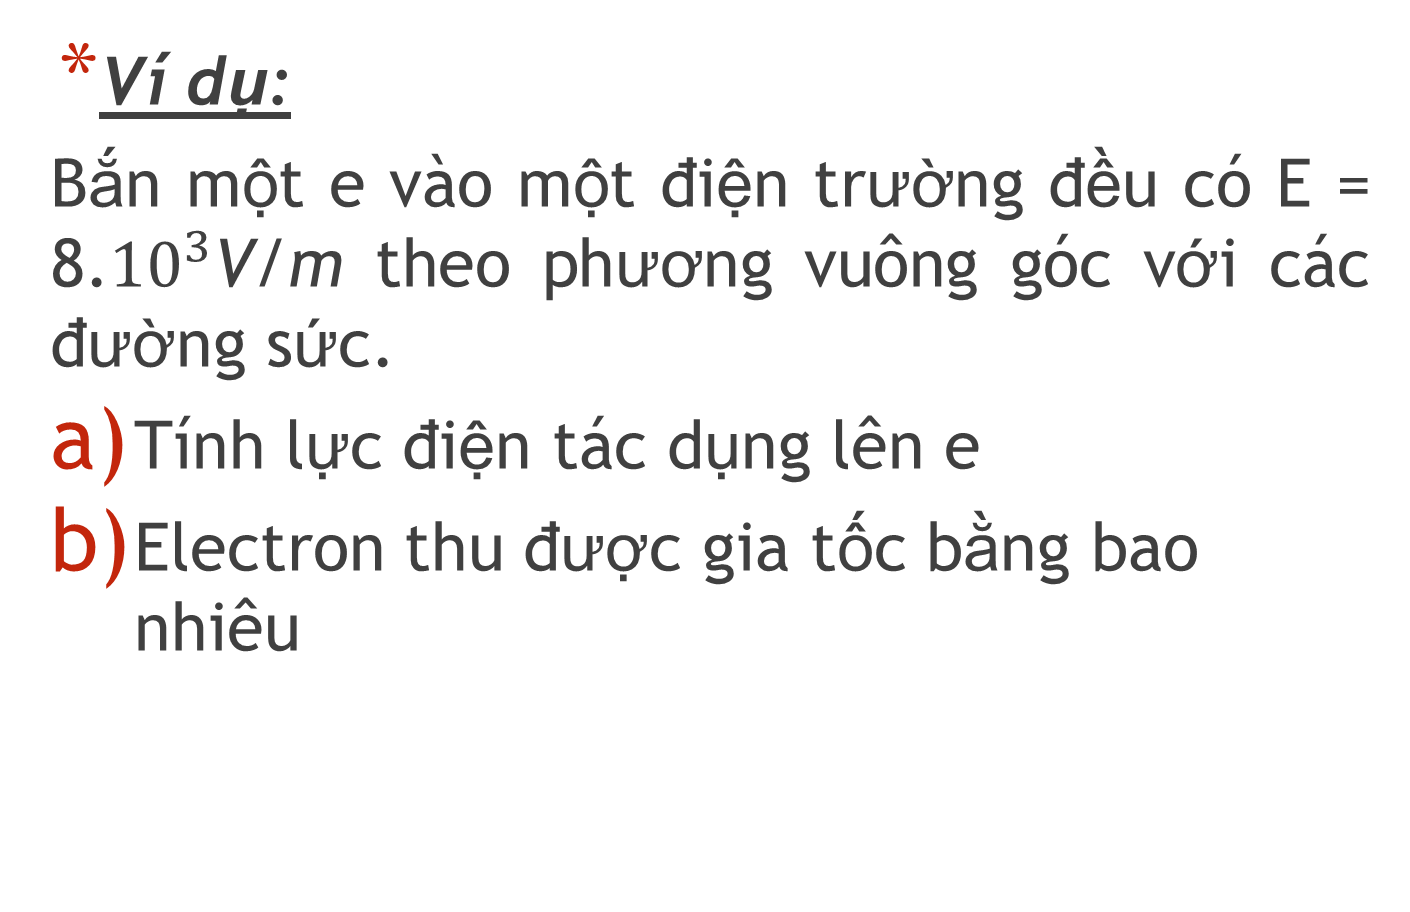 *Ví dụ:
Bắn một e vào một điện trường đều có E =
8.10³V/m theo phương vuông góc với các
đường sức.
a)Tính lực điện tác dụng lên e
b)Electron thu được gia tốc bằng bao
nhiêu